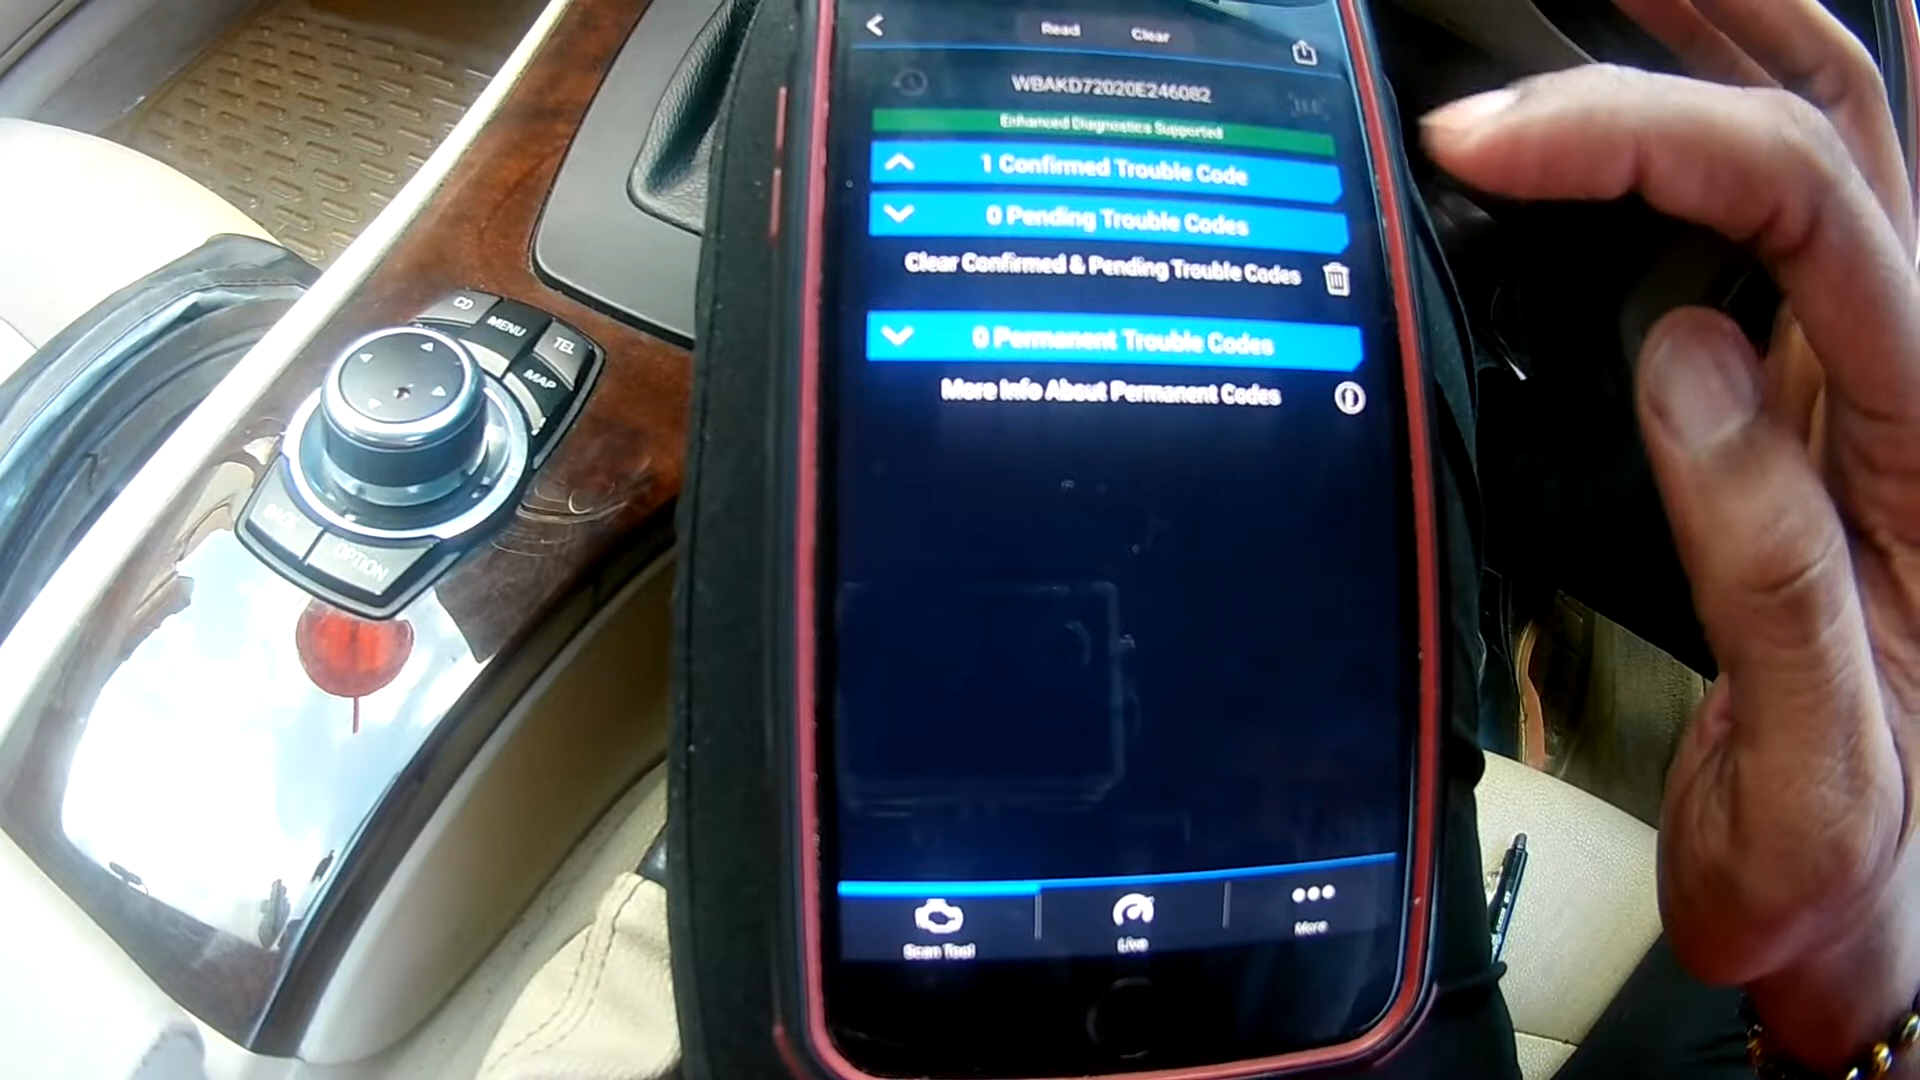 Read Clear
WBAKD72020E246082
Enhanced Diagnostics Supported
1 Confirmed Trouble Code
0 Pending Trouble Codes
Clear Confirmed & Pending Trouble Codes
0 Permanent Trouble Codes
More Info About Permanent Codes
Scan Tool Live More
CD
MENU
TEL
MAP
BACK
OPTION